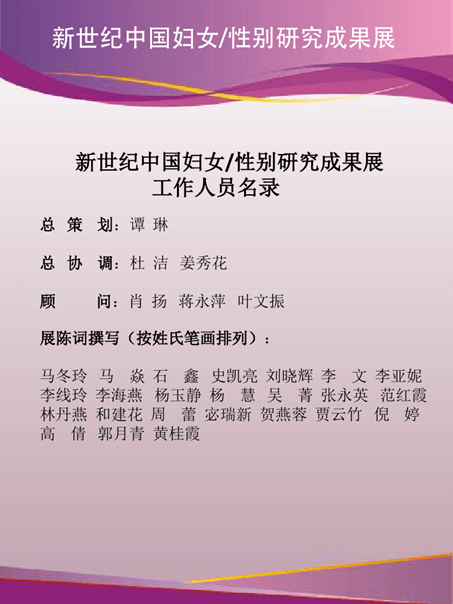 新世纪中国妇女/性别研究成果展
新世纪中国妇女/性别研究成果展
工作人员名录
总 策 划：谭 琳
总 协 调：杜 洁 姜秀花
顾 问：肖 扬 蒋永萍 叶文振
展陈词撰写（按姓氏笔画排列）：
马冬玲 马 焱 石 鑫 史凯亮 刘晓辉 李 文 李亚妮
李线玲 李海燕 杨玉静 杨 慧 吴 菁 张永英 范红霞
林丹燕 和建花 周 蕾 宓瑞新 贺燕蓉 贾云竹 倪 婷
高 倩 郭月青 黄桂霞